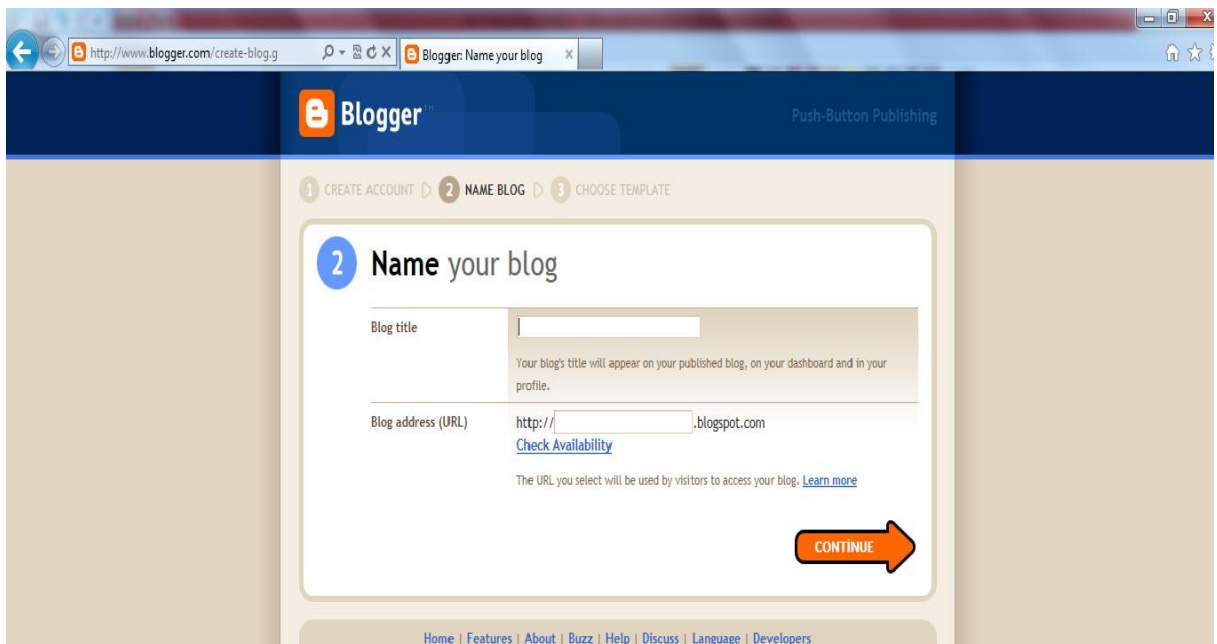 http://www.blogger.com/create-blog.g
Blogger: Name your blog
Blogger™
Push-Button Publishing
1 CREATE ACCOUNT 2 NAME BLOG 3 CHOOSE TEMPLATE
2 Name your blog
Blog title
Your blog's title will appear on your published blog, on your dashboard and in your
profile.
Blog address (URL)
http:// .blogspot.com
Check Availability
The URL you select will be used by visitors to access your blog. Learn more
CONTİNUE
Home | Features | About | Buzz | Help | Discuss | Language | Developers